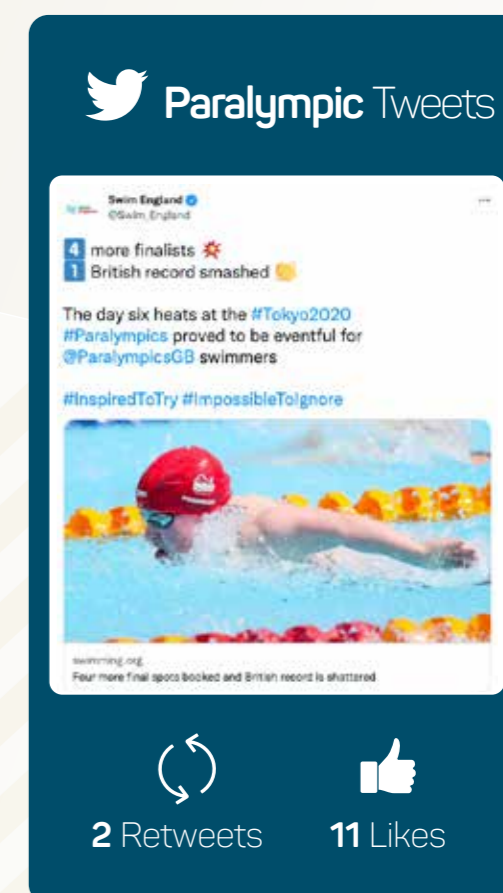 Paralympic Tweets
Swim England
@Swim_England
4 more finalists 💥
1 British record smashed 👏
The day six heats at the #Tokyo2020
#Paralympics proved to be eventful for
@ParalympicsGB swimmers
#InspiredToTry #ImpossibleToIgnore
swimming.org
Four more final spots booked and British record is shattered
2 Retweets
11 Likes